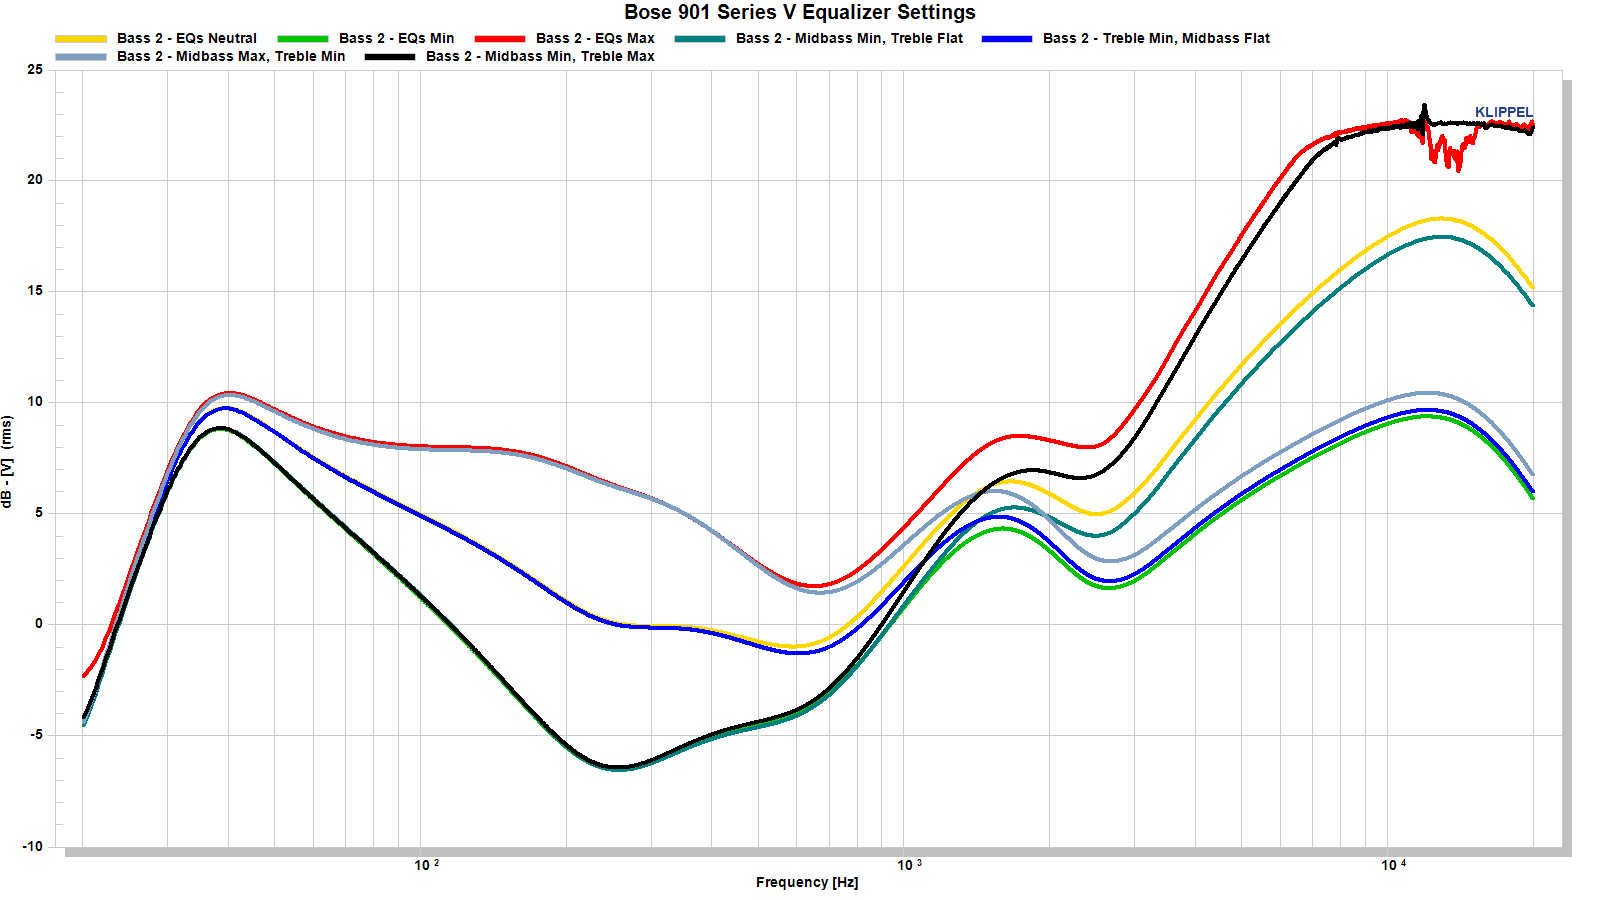 Bose 901 Series V Equalizer Settings
Bass 2 - EQs Neutral Bass 2 - EQs Min Bass 2 - EQs Max Bass 2 - Midbass Min, Treble Flat Bass 2 - Treble Min, Midbass Flat
Bass 2 - Midbass Max, Treble Min Bass 2 - Midbass Min, Treble Max
25
KLIPPEL
20
15
10
5
0
-5
-10
dB - [V] (rms)
10 2 10 3 10 4
Frequency [Hz]